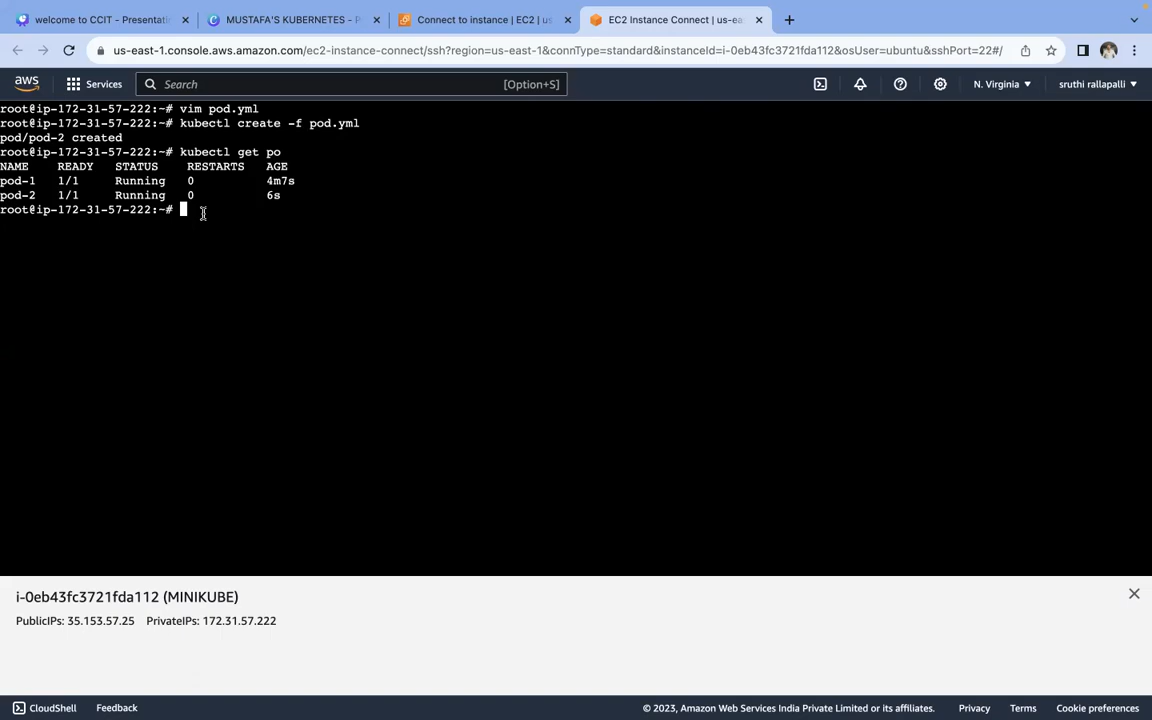 welcome to CCIT - Presentati
MUSTAFA'S KUBERNETES - P
Connect to instance | EC2 | us
EC2 Instance Connect | us-ea
us-east-1.console.aws.amazon.com/ec2-instance-connect/ssh?region=us-east-1&connType=standard&instanceId=i-0eb43fc3721fda112&osUser=ubuntu&sshPort=22#/
aws Services Search [Option+S] N. Virginia sruthi rallapalli
root@ip-172-31-57-222:~# vim pod.yml
root@ip-172-31-57-222:~# kubectl create -f pod.yml
pod/pod-2 created
root@ip-172-31-57-222:~# kubectl get po
NAME READY STATUS RESTARTS AGE
pod-1 1/1 Running 0 4m7s
pod-2 1/1 Running 0 6s
root@ip-172-31-57-222:~#
i-0eb43fc3721fda112 (MINIKUBE)
PublicIPs: 35.153.57.25 PrivateIPs: 172.31.57.222
CloudShell Feedback © 2023, Amazon Web Services India Private Limited or its affiliates. Privacy Terms Cookie preferences